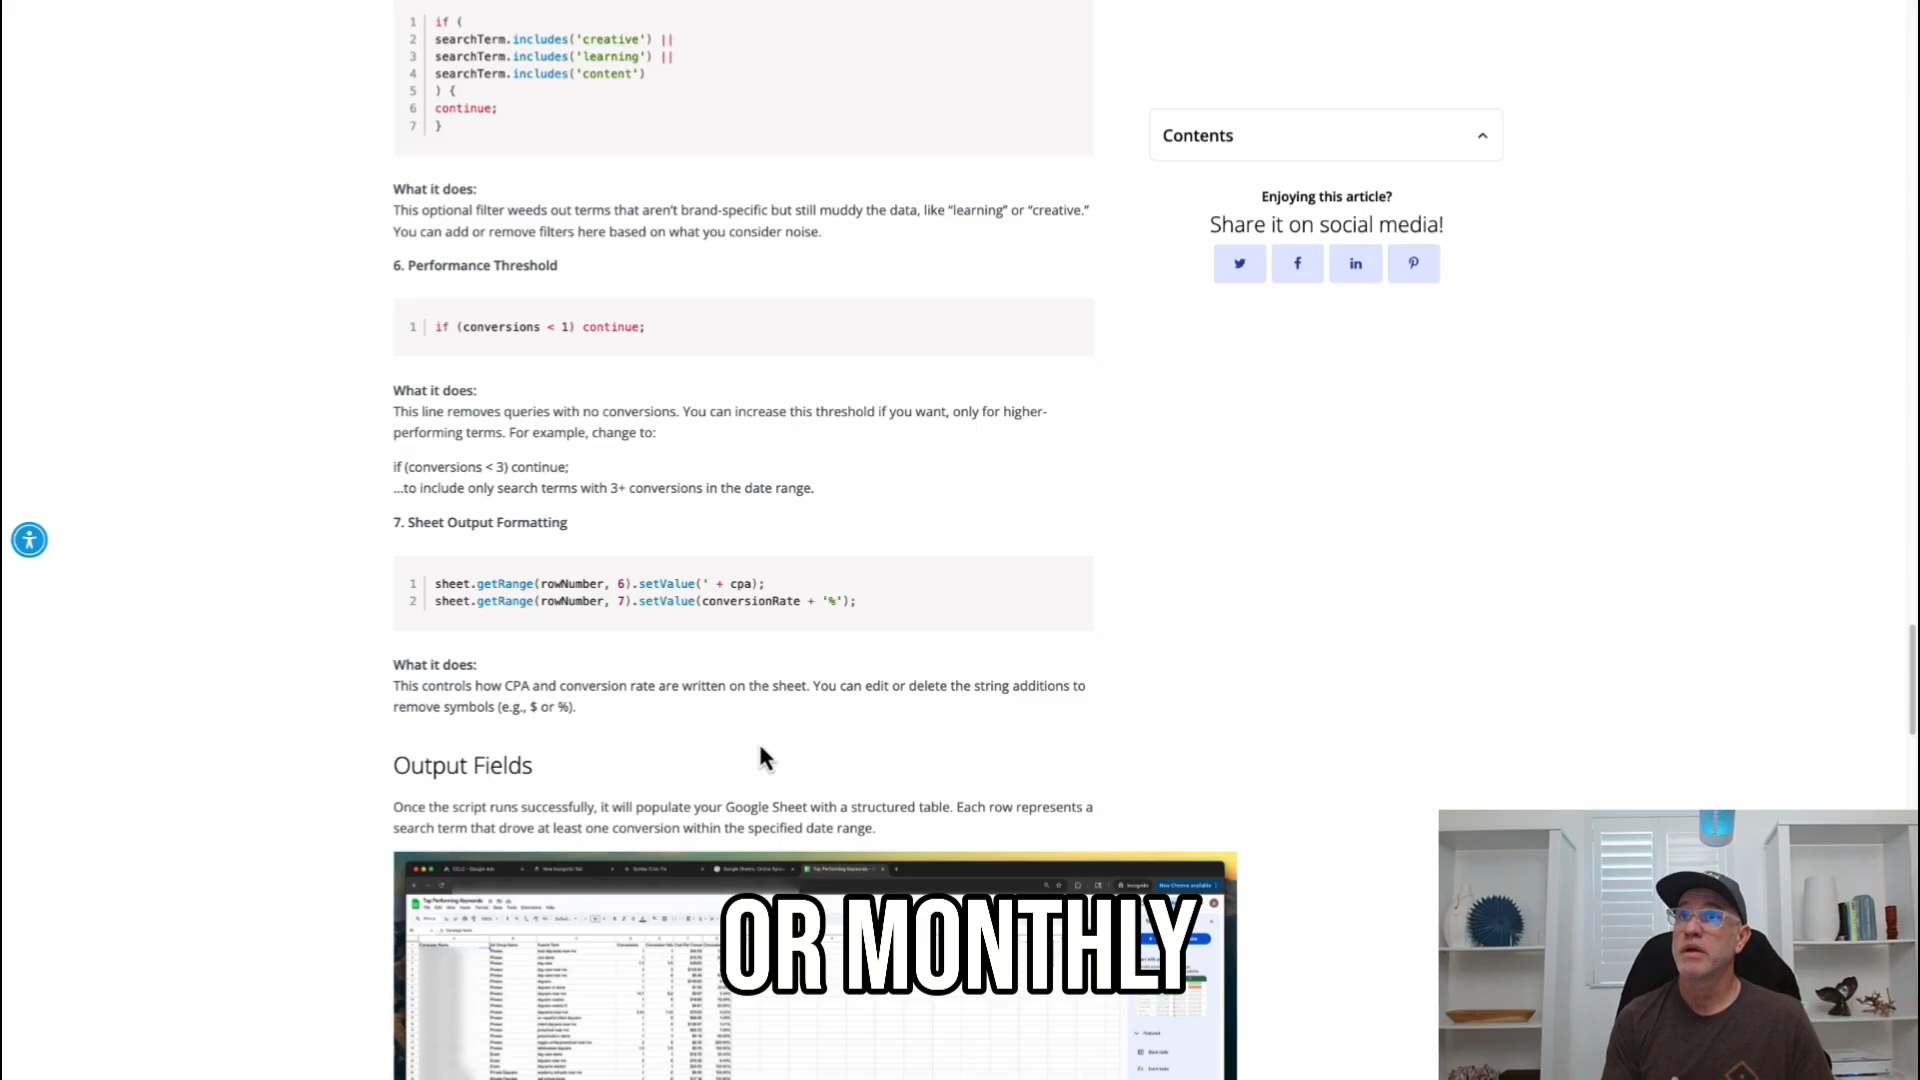 1 if (
2 searchTerm.includes('creative') ||
3 searchTerm.includes('learning') ||
4 searchTerm.includes('content')
5 ) {
6 continue;
7 }
What it does:
This optional filter weeds out terms that aren't brand-specific but still muddy the data, like “learning” or “creative.”
You can add or remove filters here based on what you consider noise.
6. Performance Threshold
1 if (conversions < 1) continue;
What it does:
This line removes queries with no conversions. You can increase this threshold if you want, only for higher-
performing terms. For example, change to:
if (conversions < 3) continue;
...to include only search terms with 3+ conversions in the date range.
7. Sheet Output Formatting
1 sheet.getRange(rowNumber, 6).setValue(' + cpa);
2 sheet.getRange(rowNumber, 7).setValue(conversionRate + '%');
What it does:
This controls how CPA and conversion rate are written on the sheet. You can edit or delete the string additions to
remove symbols (e.g., $ or %).
Output Fields
Once the script runs successfully, it will populate your Google Sheet with a structured table. Each row represents a
search term that drove at least one conversion within the specified date range.
Top Performing Keywords
OR MONTHLY
Contents
Enjoying this article?
Share it on social media!